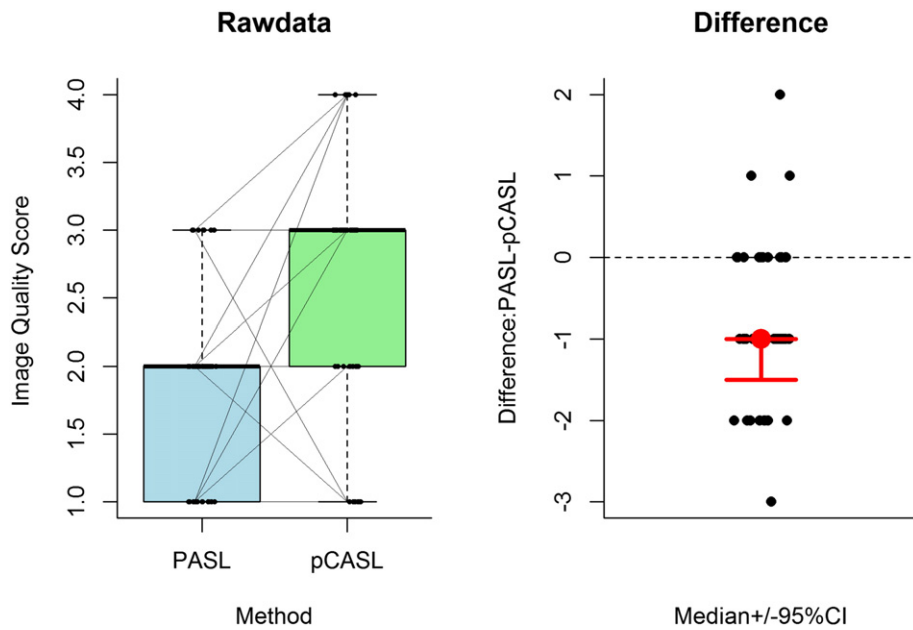 Rawdata
Image Quality Score
4.0
3.5
3.0
2.5
2.0
1.5
1.0
PASL
pCASL
Method
Difference
Difference:PASL-pCASL
2
1
0
-1
-2
-3
Median+/-95%CI